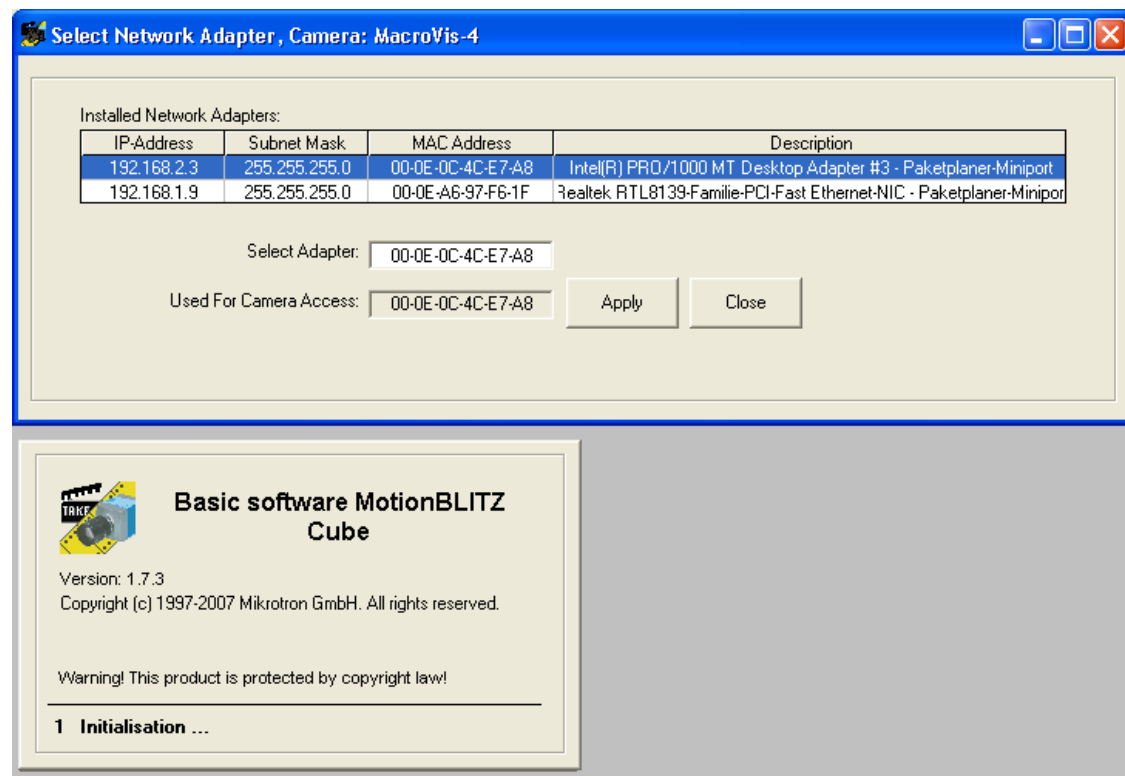 Select Network Adapter, Camera: MacroVis-4
Installed Network Adapters:
IP-Address Subnet Mask MAC Address Description
192.168.2.3 255.255.255.0 00-0E-0C-4C-E7-A8 Intel(R) PRO/1000 MT Desktop Adapter #3 - Paketplaner-Miniport
192.168.1.9 255.255.255.0 00-0E-A6-97-F6-1F Realtek RTL8139-Familie-PCI-Fast Ethernet-NIC - Paketplaner-Minipor
Select Adapter: 00-0E-0C-4C-E7-A8
Used For Camera Access: 00-0E-0C-4C-E7-A8 Apply Close
TAKE
Basic software MotionBLITZ
Cube
Version: 1.7.3
Copyright (c) 1997-2007 Mikrotron GmbH. All rights reserved.
Warning! This product is protected by copyright law!
1 Initialisation ...